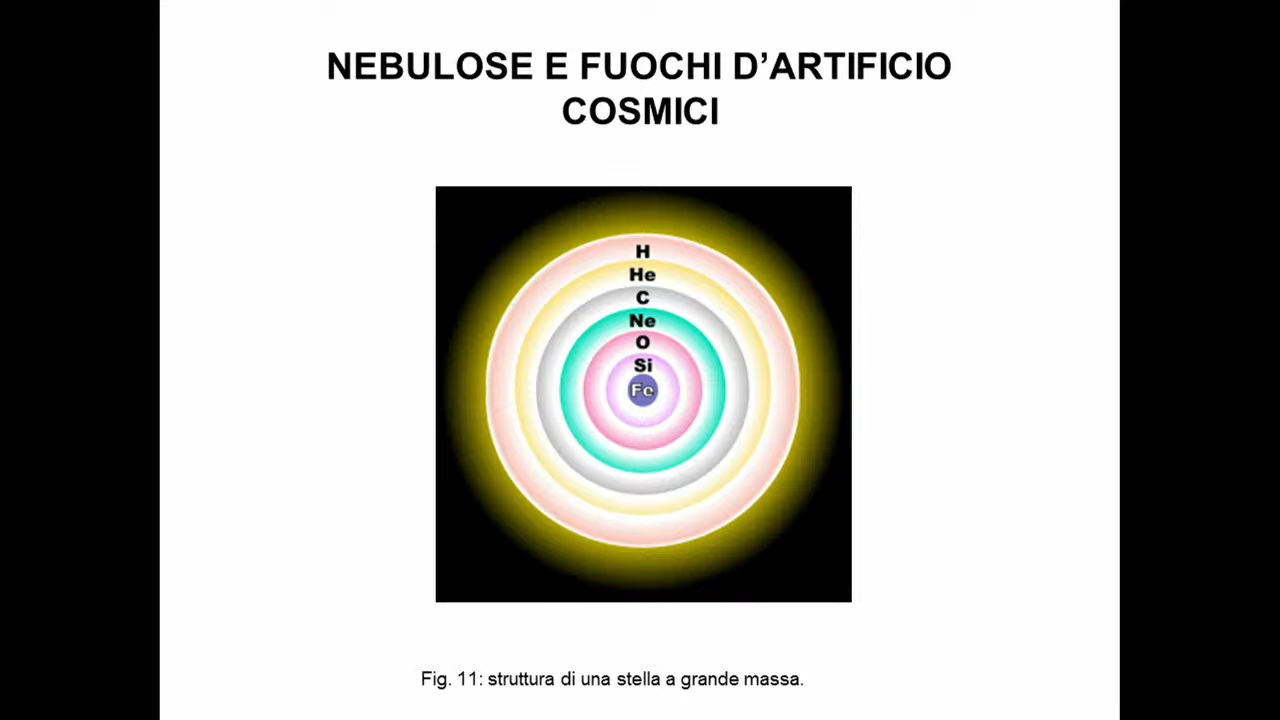 NEBULOSE E FUOCHI D’ARTIFICIO
COSMICI
H
He
C
Ne
O
Si
Fe
Fig. 11: struttura di una stella a grande massa.